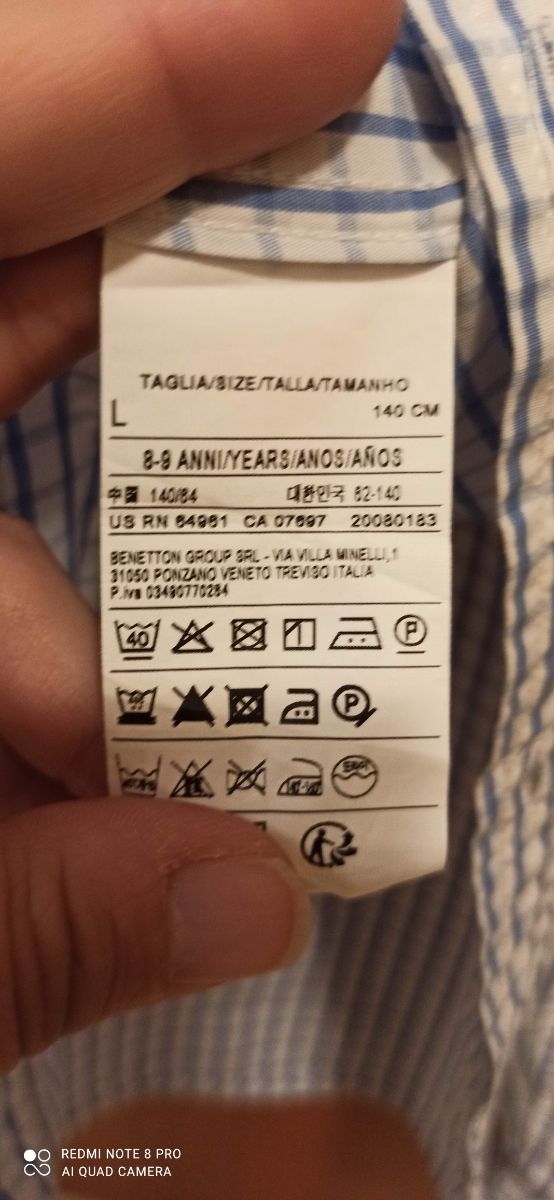 TAGLIA/SIZE/TALLA/TAMANHO
L 140 CM
8-9 ANNI/YEARS/ANOS/AÑOS
中国 140/64 대한민국 62-140
US RN 64961 CA 07697 20080183
BENETTON GROUP SRL - VIA VILLA MINELLI,1
31050 PONZANO VENETO TREVISO ITALIA
P.iva 03490770264
40
P
40
P
REDMI NOTE 8 PRO
AI QUAD CAMERA